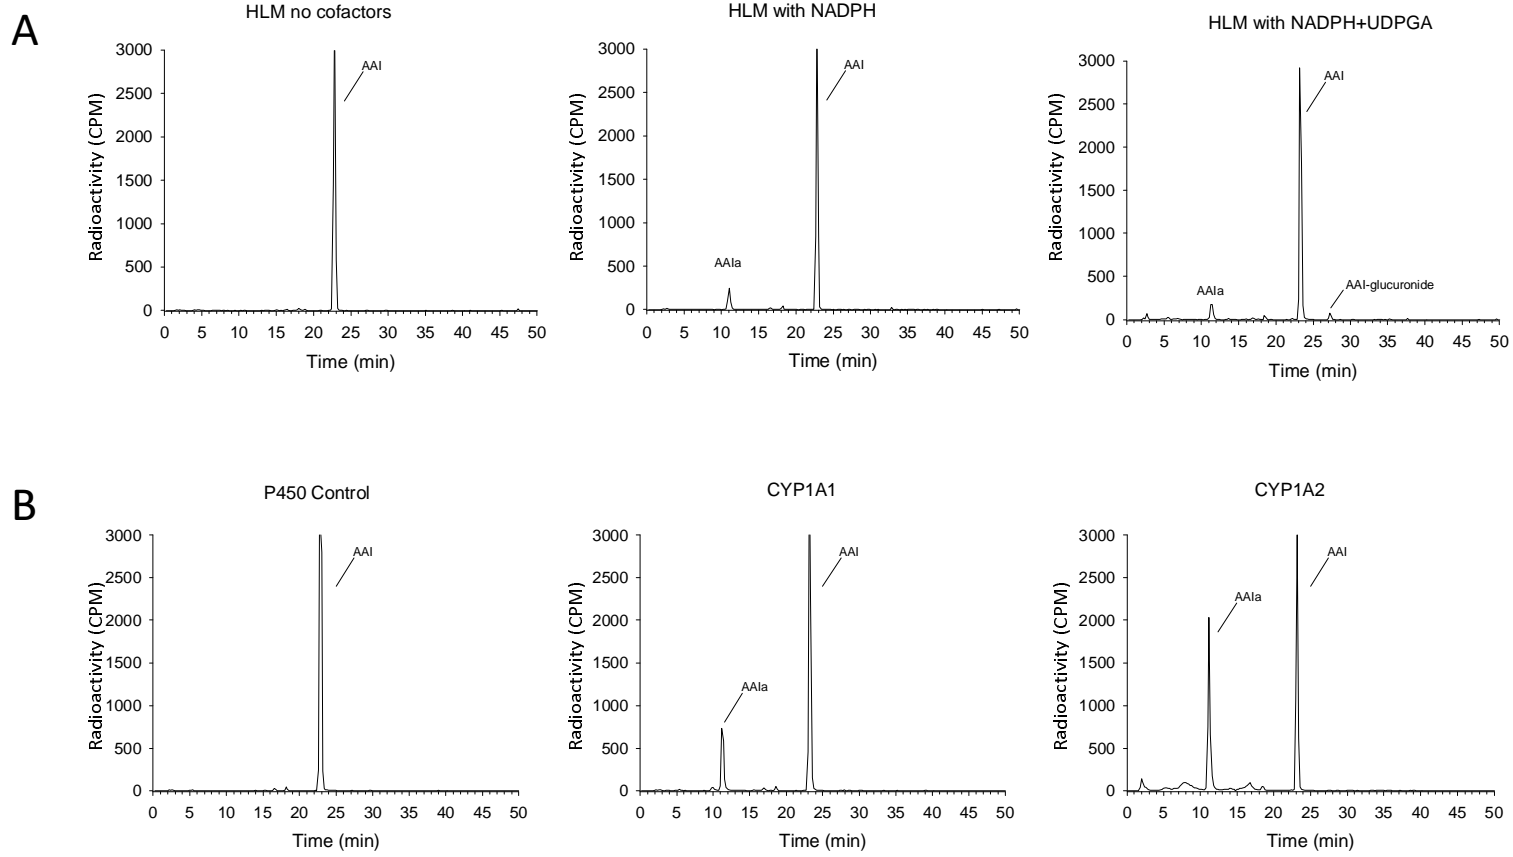 A
HLM no cofactors
Radioactivity (CPM)
3000
2500
2000
1500
1000
500
0
AAI
0 5 10 15 20 25 30 35 40 45 50
Time (min)
HLM with NADPH
Radioactivity (CPM)
3000
2500
2000
1500
1000
500
0
AAIa
AAI
0 5 10 15 20 25 30 35 40 45 50
Time (min)
HLM with NADPH+UDPGA
Radioactivity (CPM)
3000
2500
2000
1500
1000
500
0
AAIa
AAI
AAI-glucuronide
0 5 10 15 20 25 30 35 40 45 50
Time (min)
B
P450 Control
Radioactivity (CPM)
3000
2500
2000
1500
1000
500
0
AAI
0 5 10 15 20 25 30 35 40 45 50
Time (min)
CYP1A1
Radioactivity (CPM)
3000
2500
2000
1500
1000
500
0
AAIa
AAI
0 5 10 15 20 25 30 35 40 45 50
Time (min)
CYP1A2
Radioactivity (CPM)
3000
2500
2000
1500
1000
500
0
AAIa
AAI
0 5 10 15 20 25 30 35 40 45 50
Time (min)